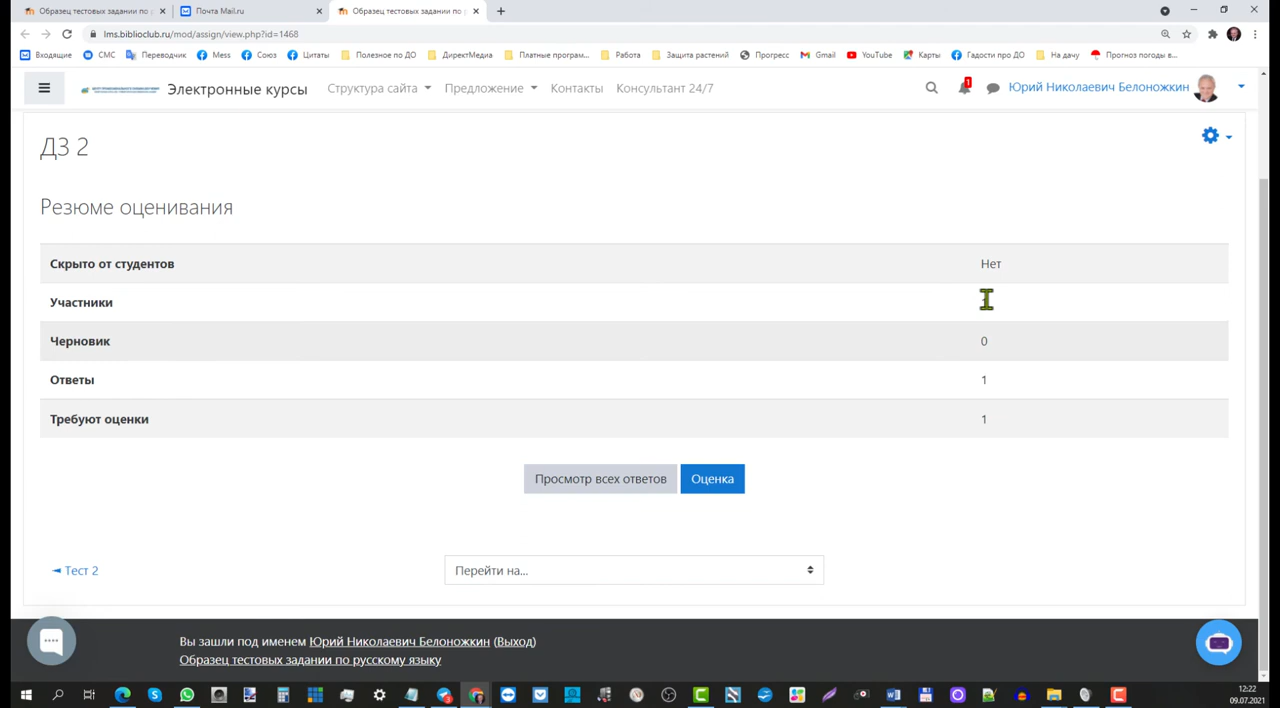 Образец тестовых задании по р
Почта Mail.ru
Образец тестовых задании по р
lms.biblioclub.ru/mod/assign/view.php?id=1468
Входящие СМС Переводчик Mess Союз Цитаты Полезное по ДО ДиректМедиа Платные програм... Работа Защита растений Прогресс Gmail YouTube Карты Гадости про ДО На дачу Прогноз погоды в...
Электронные курсы Структура сайта Предложение Контакты Консультант 24/7 1 Юрий Николаевич Белоножкин
ДЗ 2
Резюме оценивания
Скрыто от студентов Нет
Участники
Черновик 0
Ответы 1
Требуют оценки 1
Просмотр всех ответов Оценка
◄ Тест 2 Перейти на...
Вы зашли под именем Юрий Николаевич Белоножкин (Выход)
Образец тестовых задании по русскому языку
12:22
09.07.2021